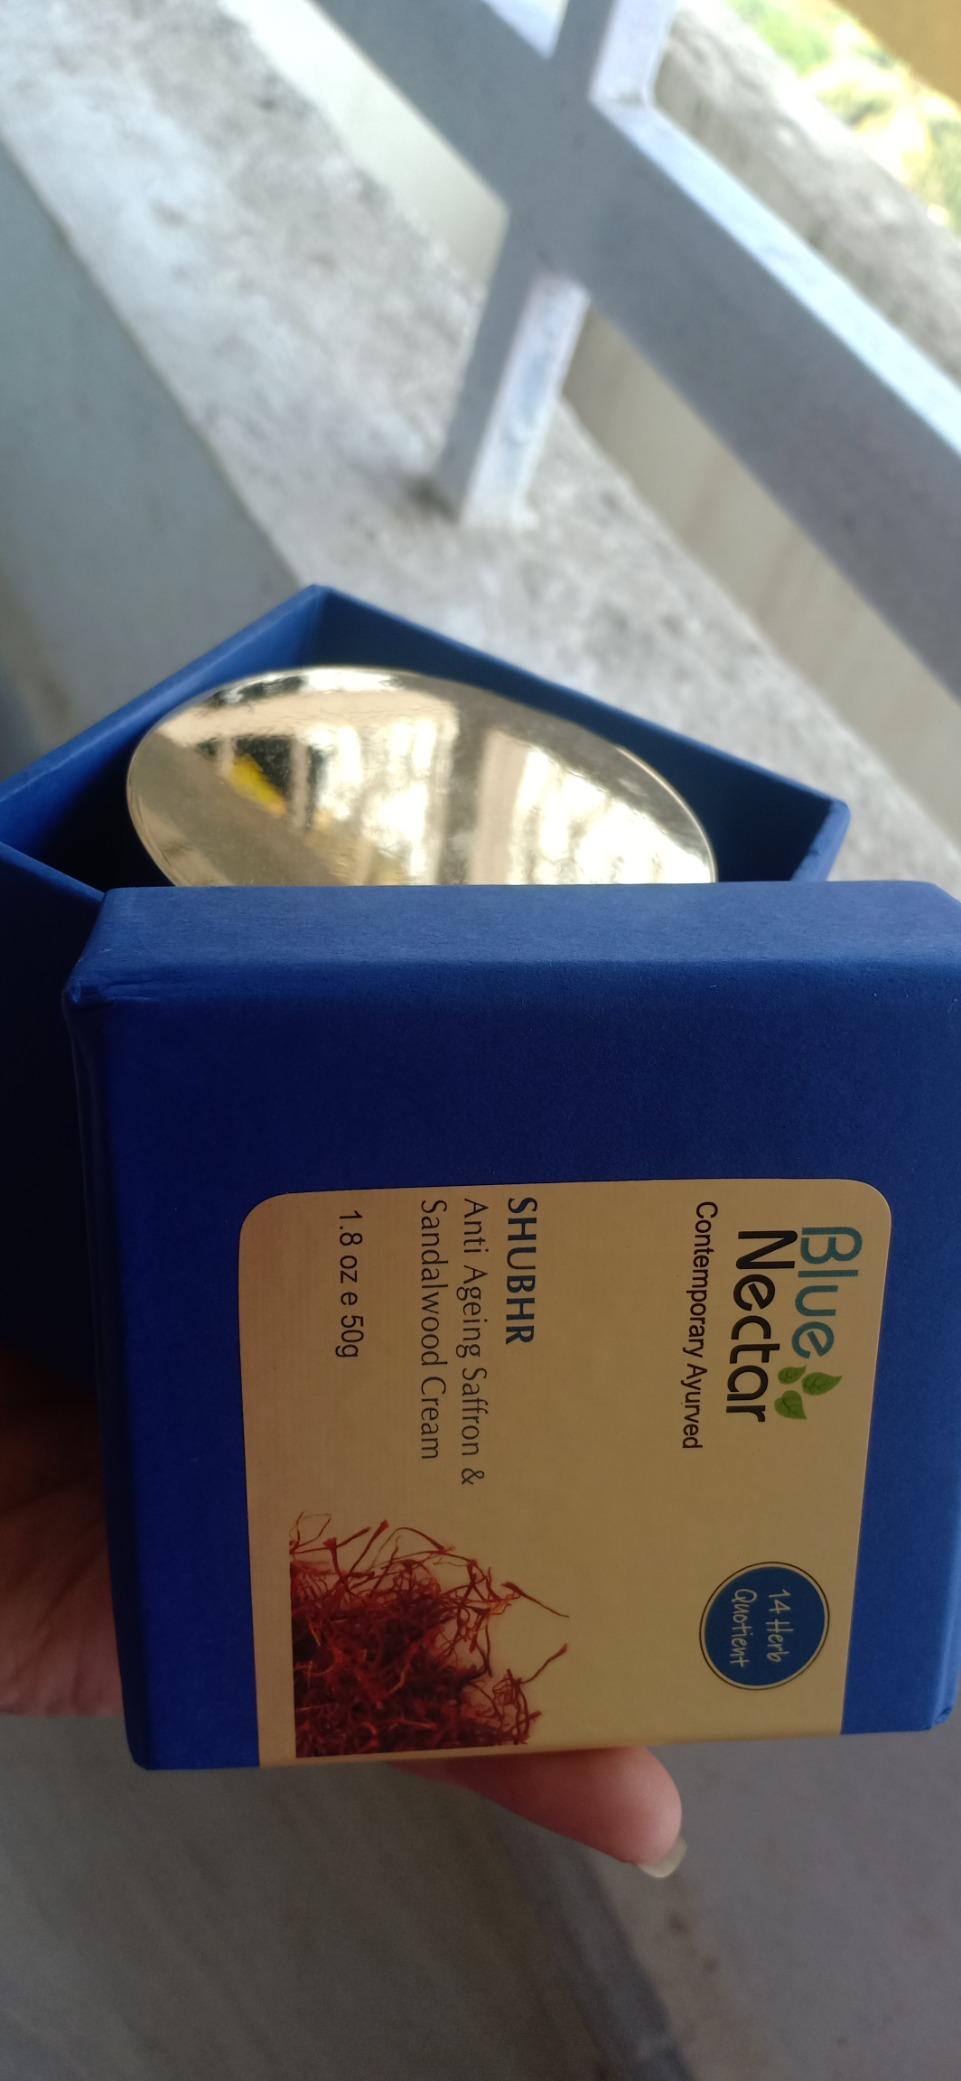 Blue
Nectar
Contemporary Ayurved
14 Herb
Quotient
SHUBHR
Anti Ageing Saffron &
Sandalwood Cream
1.8 oz e 50g